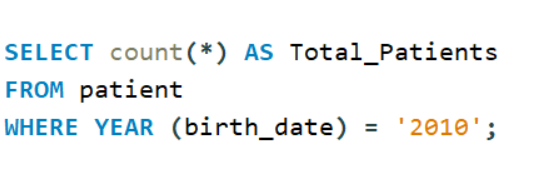 SELECT count(*) AS Total_Patients
FROM patient
WHERE YEAR (birth_date) = '2010';